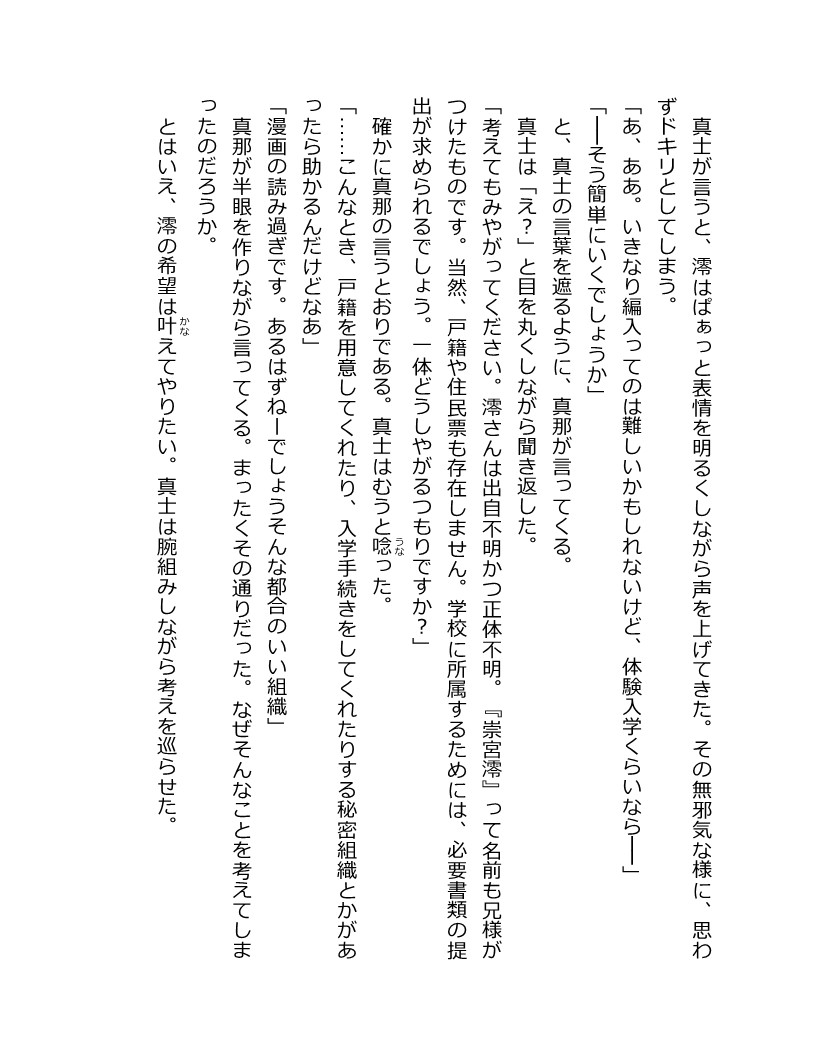 真士が言うと、澪はぱぁっと表情を明るくしながら声を上げてきた。その無邪気な様に、思わ
ずドキリとしてしまう。
「あ、ああ。いきなり編入ってのは難しいかもしれないけど、体験入学くらいなら――」
「――そう簡単にいくでしょうか」
　と、真士の言葉を遮るように、真那が言ってくる。
　真士は「え？」と目を丸くしながら聞き返した。
「考えてもみやがってください。澪さんは出自不明かつ正体不明。『崇宮澪』って名前も兄様が
つけたものです。当然、戸籍や住民票も存在しません。学校に所属するためには、必要書類の提
出が求められるでしょう。一体どうしやがるつもりですか？」
　確かに真那の言うとおりである。真士はむうと唸うなった。
「……こんなとき、戸籍を用意してくれたり、入学手続きをしてくれたりする秘密組織とかがあ
ったら助かるんだけどなあ」
「漫画の読み過ぎです。あるはずねーでしょうそんな都合のいい組織」
　真那が半眼を作りながら言ってくる。まったくその通りだった。なぜそんなことを考えてしま
ったのだろうか。
　とはいえ、澪の希望は叶かなえてやりたい。真士は腕組みしながら考えを巡らせた。